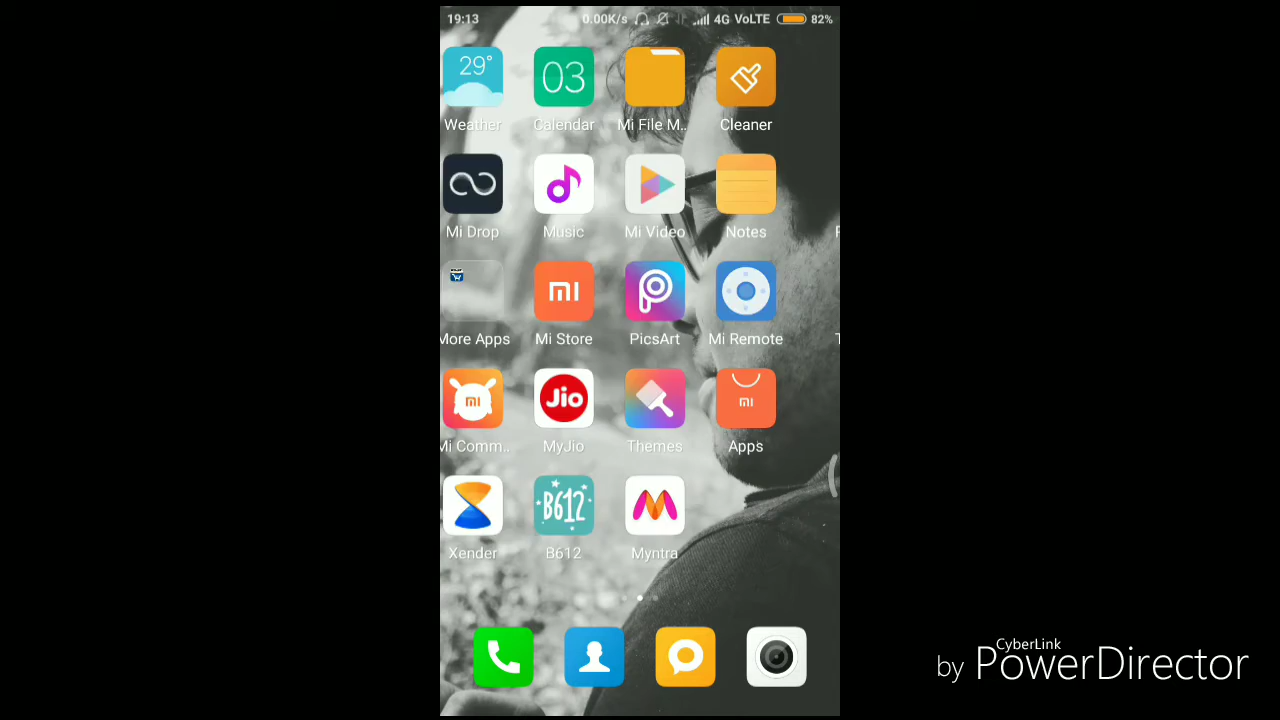 19:13 0.00K/s 4G VoLTE 82%
29°
03
Weather Calendar Mi File M.. Cleaner
Mi Drop Music Mi Video Notes
mi
More Apps Mi Store PicsArt Mi Remote
mi Jio mi
Mi Comm.. MyJio Themes Apps
B612
Xender B612 Myntra
CyberLink
by PowerDirector